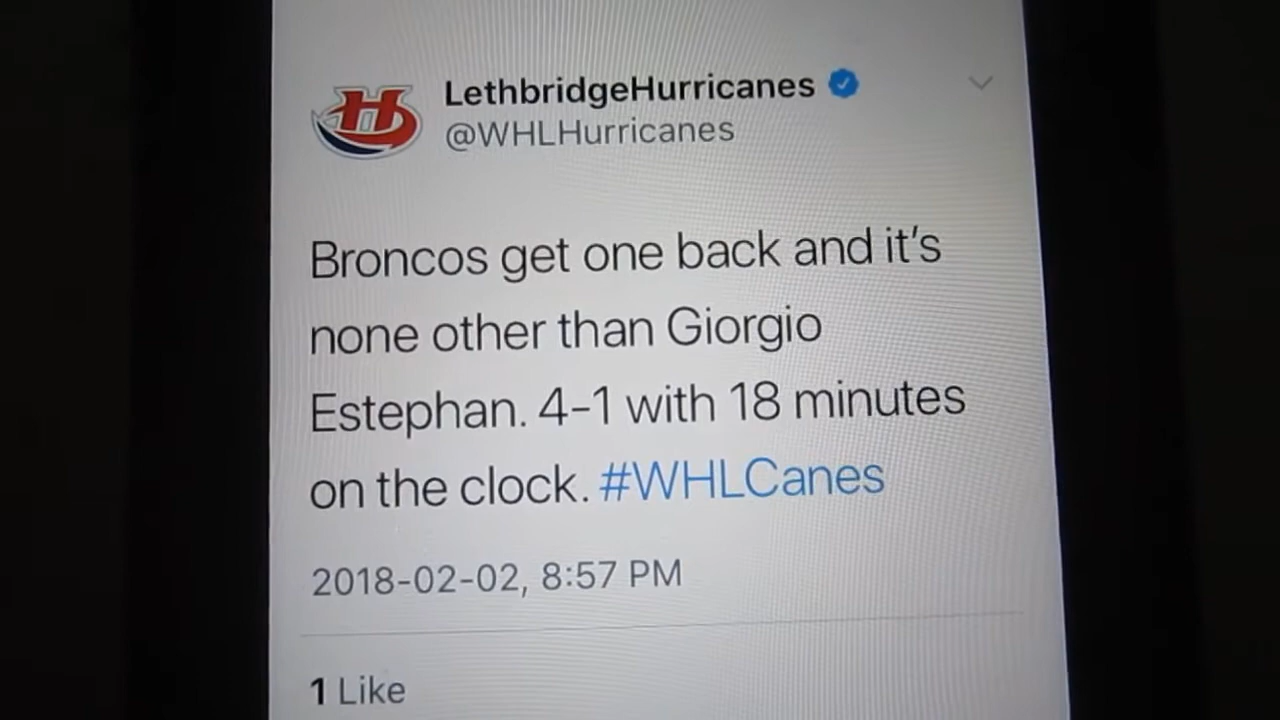 H
LethbridgeHurricanes
@WHLHurricanes
Broncos get one back and it's
none other than Giorgio
Estephan. 4-1 with 18 minutes
on the clock. #WHLCanes
2018-02-02, 8:57 PM
1 Like